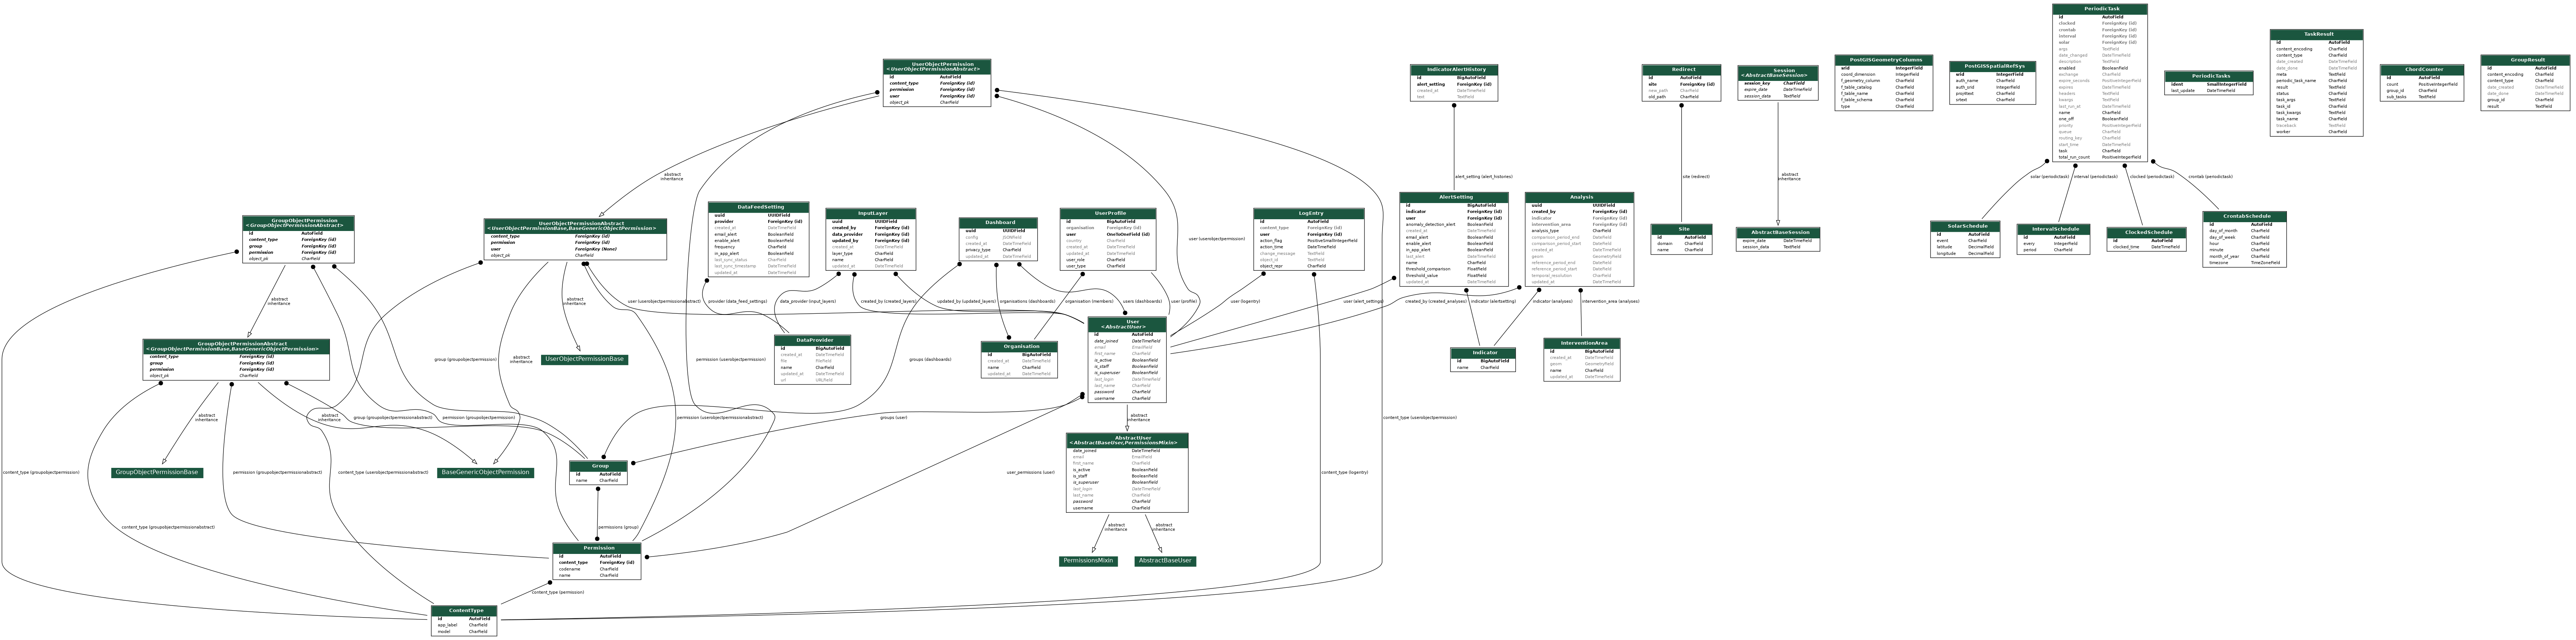 PeriodicTask
id AutoField
clocked ForeignKey (id)
crontab ForeignKey (id)
interval ForeignKey (id)
solar ForeignKey (id)
args TextField
date_changed DateTimeField
description TextField
enabled BooleanField
exchange CharField
expire_seconds PositiveIntegerField
expires DateTimeField
headers TextField
kwargs TextField
last_run_at DateTimeField
name CharField
one_off BooleanField
priority PositiveIntegerField
queue CharField
routing_key CharField
start_time DateTimeField
task CharField
total_run_count PositiveIntegerField
TaskResult
id AutoField
content_encoding CharField
content_type CharField
date_created DateTimeField
date_done DateTimeField
meta TextField
periodic_task_name CharField
result TextField
status CharField
task_args TextField
task_id CharField
task_kwargs TextField
task_name CharField
traceback TextField
worker CharField
UserObjectPermission
<UserObjectPermissionAbstract>
id AutoField
content_type ForeignKey (id)
permission ForeignKey (id)
user ForeignKey (id)
object_pk CharField
IndicatorAlertHistory
id BigAutoField
alert_setting ForeignKey (id)
created_at DateTimeField
text TextField
Redirect
id AutoField
site ForeignKey (id)
new_path CharField
old_path CharField
Session
<AbstractBaseSession>
session_key CharField
expire_date DateTimeField
session_data TextField
PostGISGeometryColumns
srid IntegerField
coord_dimension IntegerField
f_geometry_column CharField
f_table_catalog CharField
f_table_name CharField
f_table_schema CharField
type CharField
PostGISSpatialRefSys
srid IntegerField
auth_name CharField
auth_srid IntegerField
proj4text CharField
srtext CharField
PeriodicTasks
ident SmallIntegerField
last_update DateTimeField
ChordCounter
id AutoField
count PositiveIntegerField
group_id CharField
sub_tasks TextField
GroupResult
id AutoField
content_encoding CharField
content_type CharField
date_created DateTimeField
date_done DateTimeField
group_id CharField
result TextField
abstract
inheritance
alert_setting (alert_histories)
site (redirect)
abstract
inheritance
solar (periodictask)
interval (periodictask)
clocked (periodictask)
crontab (periodictask)
GroupObjectPermission
<GroupObjectPermissionAbstract>
id AutoField
content_type ForeignKey (id)
group ForeignKey (id)
permission ForeignKey (id)
object_pk CharField
UserObjectPermissionAbstract
<UserObjectPermissionBase,BaseGenericObjectPermission>
content_type ForeignKey (id)
permission ForeignKey (id)
user ForeignKey (None)
object_pk CharField
DataFeedSetting
uuid UUIDField
provider ForeignKey (id)
created_at DateTimeField
email_alert BooleanField
enable_alert BooleanField
frequency CharField
in_app_alert BooleanField
last_sync_status CharField
last_sync_timestamp DateTimeField
updated_at DateTimeField
InputLayer
uuid UUIDField
created_by ForeignKey (id)
data_provider ForeignKey (id)
updated_by ForeignKey (id)
created_at DateTimeField
layer_type CharField
name CharField
updated_at DateTimeField
Dashboard
uuid UUIDField
config JSONField
created_at DateTimeField
privacy_type CharField
updated_at DateTimeField
UserProfile
id BigAutoField
organisation ForeignKey (id)
user OneToOneField (id)
country CharField
created_at DateTimeField
updated_at DateTimeField
user_role CharField
user_type CharField
LogEntry
id AutoField
content_type ForeignKey (id)
user ForeignKey (id)
action_flag PositiveSmallIntegerField
action_time DateTimeField
change_message TextField
object_id TextField
object_repr CharField
AlertSetting
id BigAutoField
indicator ForeignKey (id)
user ForeignKey (id)
anomaly_detection_alert BooleanField
created_at DateTimeField
email_alert BooleanField
enable_alert BooleanField
in_app_alert BooleanField
last_alert DateTimeField
name CharField
threshold_comparison FloatField
threshold_value FloatField
updated_at DateTimeField
Analysis
uuid UUIDField
created_by ForeignKey (id)
indicator ForeignKey (id)
intervention_area ForeignKey (id)
analysis_type CharField
comparison_period_end DateField
comparison_period_start DateField
created_at DateTimeField
geom GeometryField
reference_period_end DateField
reference_period_start DateField
temporal_resolution CharField
updated_at DateTimeField
Site
id AutoField
domain CharField
name CharField
AbstractBaseSession
expire_date DateTimeField
session_data TextField
SolarSchedule
id AutoField
event CharField
latitude DecimalField
longitude DecimalField
IntervalSchedule
id AutoField
every IntegerField
period CharField
ClockedSchedule
id AutoField
clocked_time DateTimeField
CrontabSchedule
id AutoField
day_of_month CharField
day_of_week CharField
hour CharField
minute CharField
month_of_year CharField
timezone TimeZoneField
user (userobjectpermission)
abstract
inheritance
abstract
inheritance
user (userobjectpermissionabstract)
provider (data_feed_settings)
data_provider (input_layers)
created_by (created_layers)
updated_by (updated_layers)
organisations (dashboards)
organisation (members)
users (dashboards)
user (profile)
user (logentry)
user (alert_settings)
created_by (created_analyses)
indicator (alertsetting)
indicator (analyses)
intervention_area (analyses)
GroupObjectPermissionAbstract
<GroupObjectPermissionBase,BaseGenericObjectPermission>
content_type ForeignKey (id)
group ForeignKey (id)
permission ForeignKey (id)
object_pk CharField
group (groupobjectpermission)
abstract
inheritance
UserObjectPermissionBase
permission (userobjectpermission)
DataProvider
id BigAutoField
created_at DateTimeField
file FileField
name CharField
updated_at DateTimeField
url URLField
groups (dashboards)
Organisation
id BigAutoField
created_at DateTimeField
name CharField
updated_at DateTimeField
User
<AbstractUser>
id AutoField
date_joined DateTimeField
email EmailField
first_name CharField
is_active BooleanField
is_staff BooleanField
is_superuser BooleanField
last_login DateTimeField
last_name CharField
password CharField
username CharField
Indicator
id BigAutoField
name CharField
InterventionArea
id BigAutoField
created_at DateTimeField
geom GeometryField
name CharField
updated_at DateTimeField
abstract
inheritance
abstract
inheritance
group (groupobjectpermissionabstract)
permission (groupobjectpermission)
permission (userobjectpermissionabstract)
groups (user)
abstract
inheritance
content_type (userobjectpermission)
AbstractUser
<AbstractBaseUser,PermissionsMixin>
date_joined DateTimeField
email EmailField
first_name CharField
is_active BooleanField
is_staff BooleanField
is_superuser BooleanField
last_login DateTimeField
last_name CharField
password CharField
username CharField
content_type (groupobjectpermission)
GroupObjectPermissionBase
permission (groupobjectpermissionabstract)
content_type (userobjectpermissionabstract)
BaseGenericObjectPermission
Group
id AutoField
name CharField
user_permissions (user)
content_type (logentry)
content_type (groupobjectpermissionabstract)
permissions (group)
abstract
inheritance
abstract
inheritance
Permission
id AutoField
content_type ForeignKey (id)
codename CharField
name CharField
PermissionsMixin
AbstractBaseUser
content_type (permission)
ContentType
id AutoField
app_label CharField
model CharField